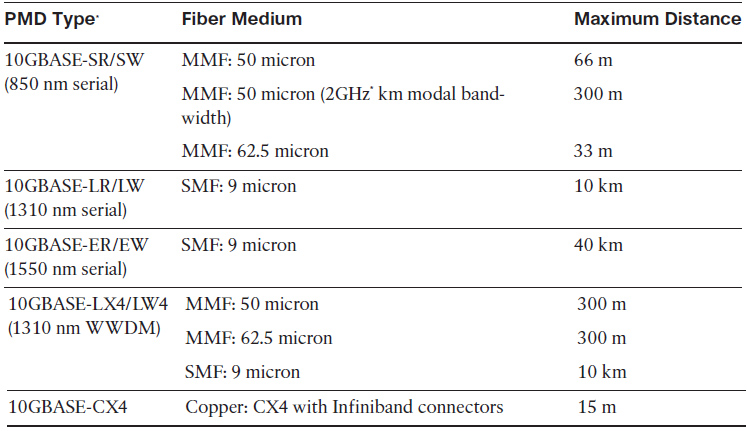 PMD Type* Fiber Medium Maximum Distance
10GBASE-SR/SW MMF: 50 micron 66 m
(850 nm serial)
MMF: 50 micron (2GHz* km modal band- 300 m
width)
MMF: 62.5 micron 33 m
10GBASE-LR/LW SMF: 9 micron 10 km
(1310 nm serial)
10GBASE-ER/EW SMF: 9 micron 40 km
(1550 nm serial)
10GBASE-LX4/LW4 MMF: 50 micron 300 m
(1310 nm WWDM)
MMF: 62.5 micron 300 m
SMF: 9 micron 10 km
10GBASE-CX4 Copper: CX4 with Infiniband connectors 15 m